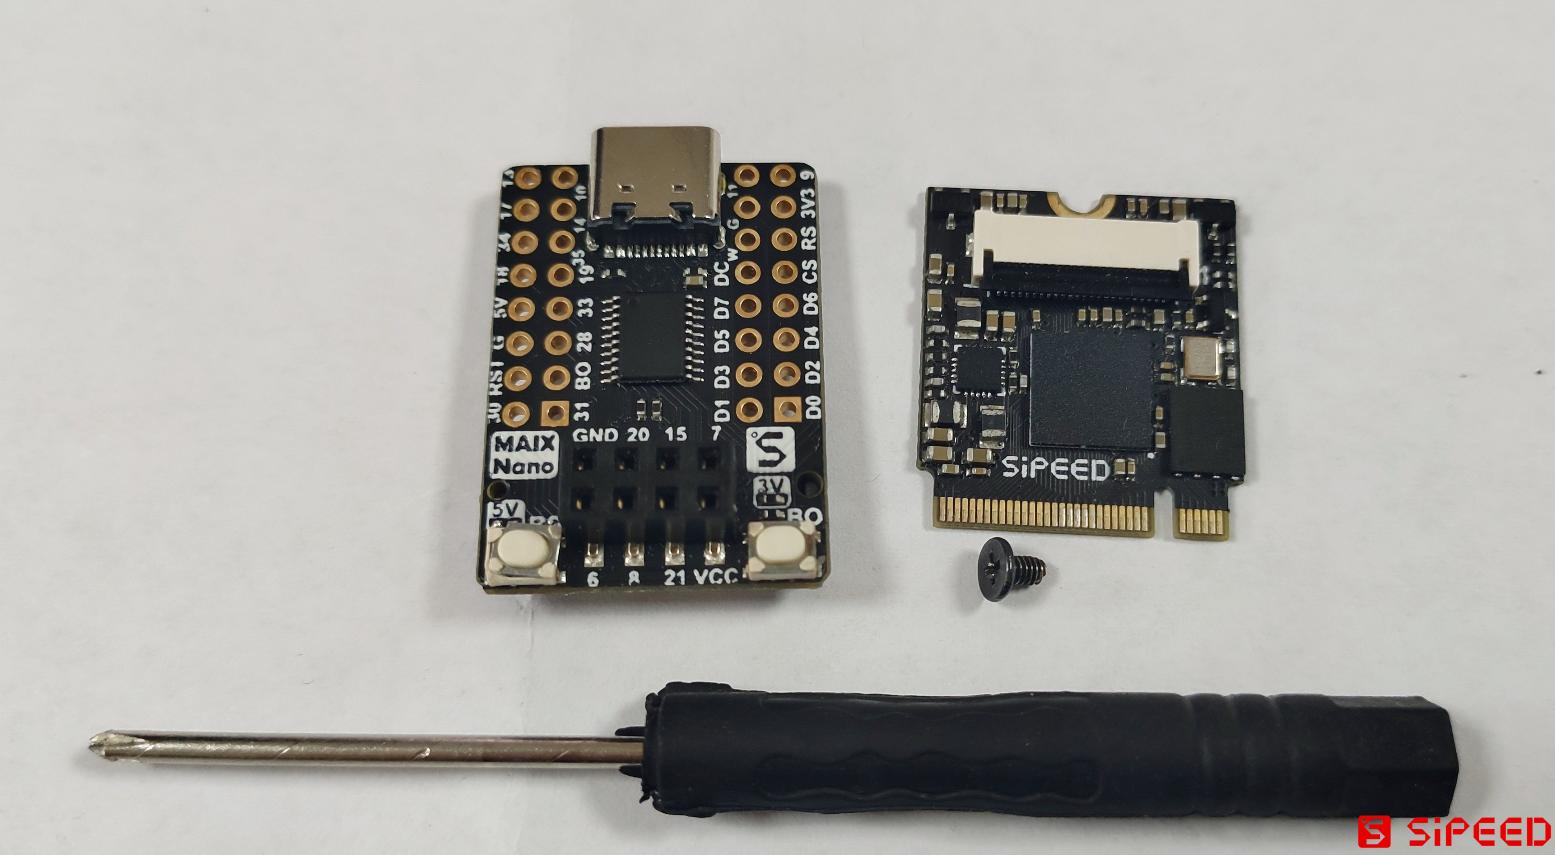 13
10
11
9
17
14
G
3V3
34
35
W
RS
18
19
DC
CS
5V
33
D7
D6
G
28
D5
D4
RST
BO
D3
D2
30
31
D1
D0
MAIX
Nano
GND 20 15 7
S
5V
RS
3V
BO
6 8 21 VCC
SiPEED
S SiPEED